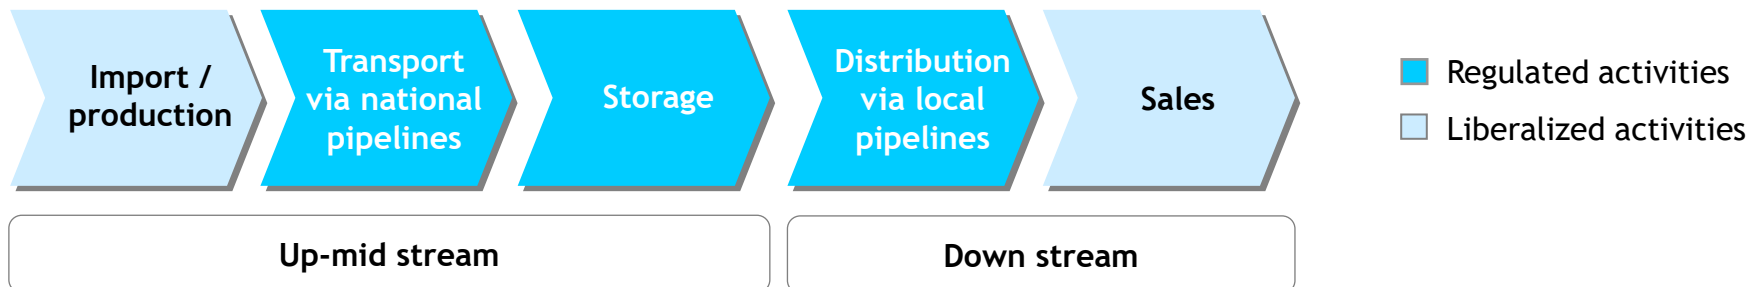 Import /
production
Transport
via national
pipelines
Storage
Distribution
via local
pipelines
Sales
Regulated activities
Liberalized activities
Up-mid stream
Down stream